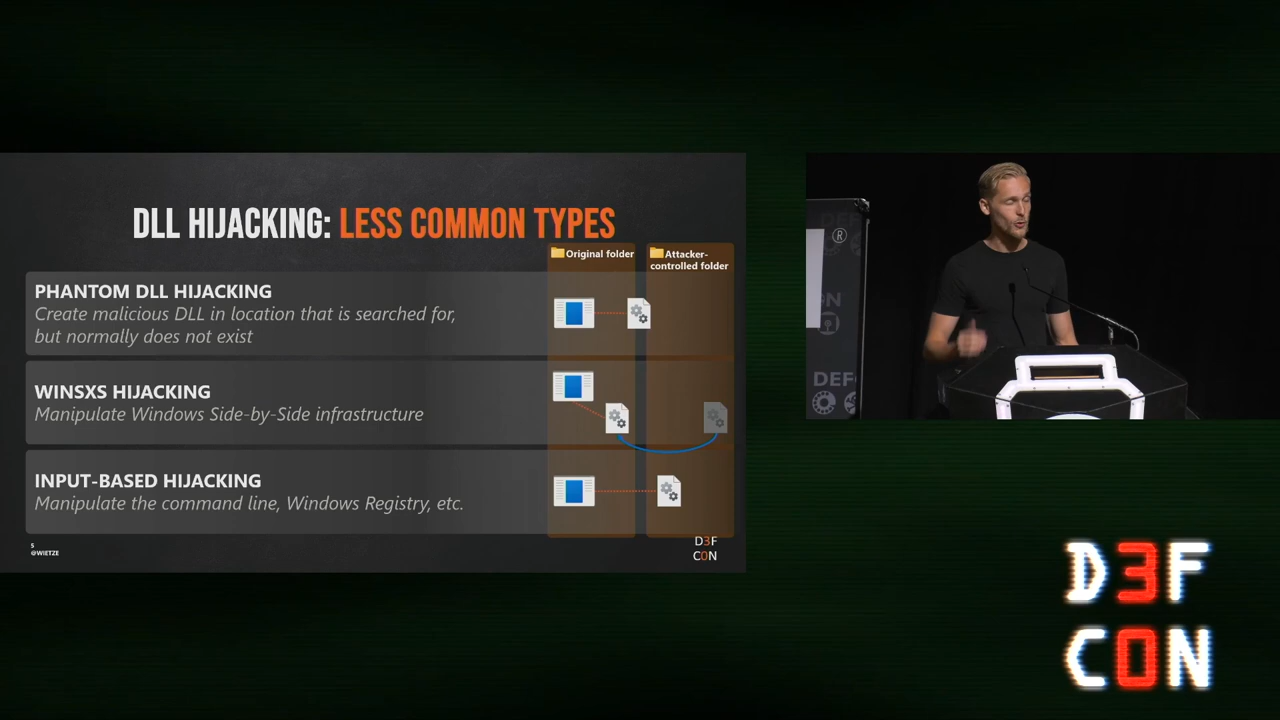 DLL HIJACKING: LESS COMMON TYPES
Original folder
Attacker-
controlled folder
PHANTOM DLL HIJACKING
Create malicious DLL in location that is searched for,
but normally does not exist
WINSXS HIJACKING
Manipulate Windows Side-by-Side infrastructure
INPUT-BASED HIJACKING
Manipulate the command line, Windows Registry, etc.
5
@WIETZE
D3F
C0N
®
DEF
D3F
C0N